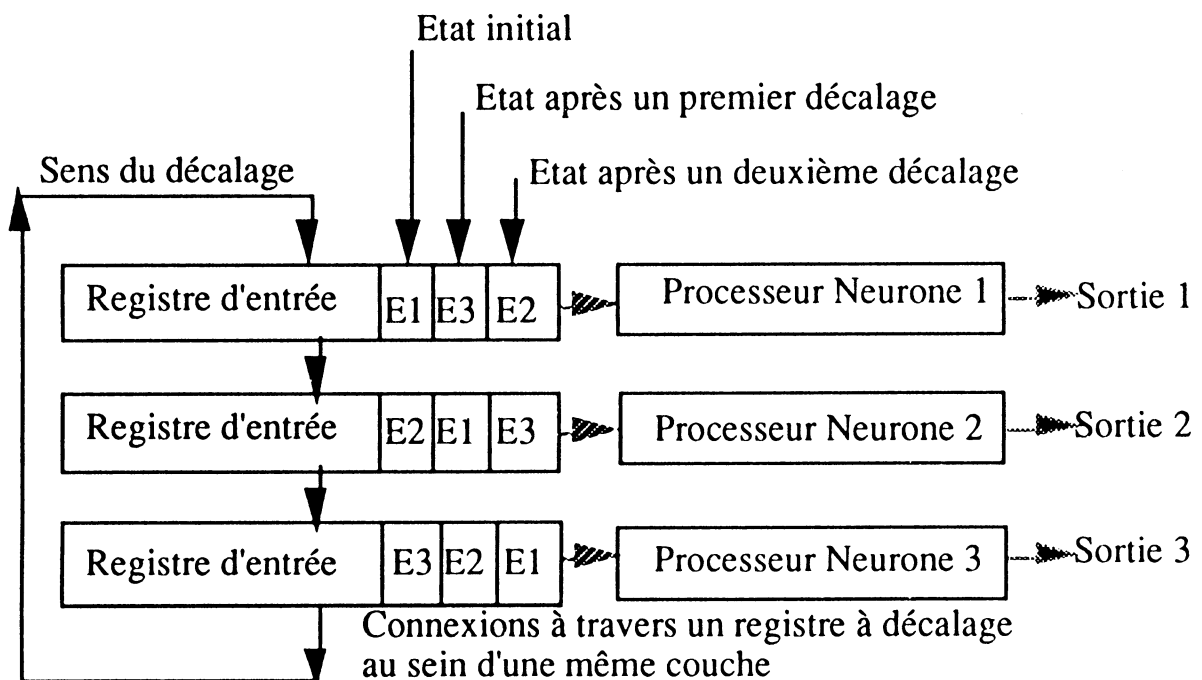 Etat initial
Etat après un premier décalage
Sens du décalage
Etat après un deuxième décalage
Registre d'entrée E1 E3 E2 Processeur Neurone 1 Sortie 1
Registre d'entrée E2 E1 E3 Processeur Neurone 2 Sortie 2
Registre d'entrée E3 E2 E1 Processeur Neurone 3 Sortie 3
Connexions à travers un registre à décalage
au sein d'une même couche